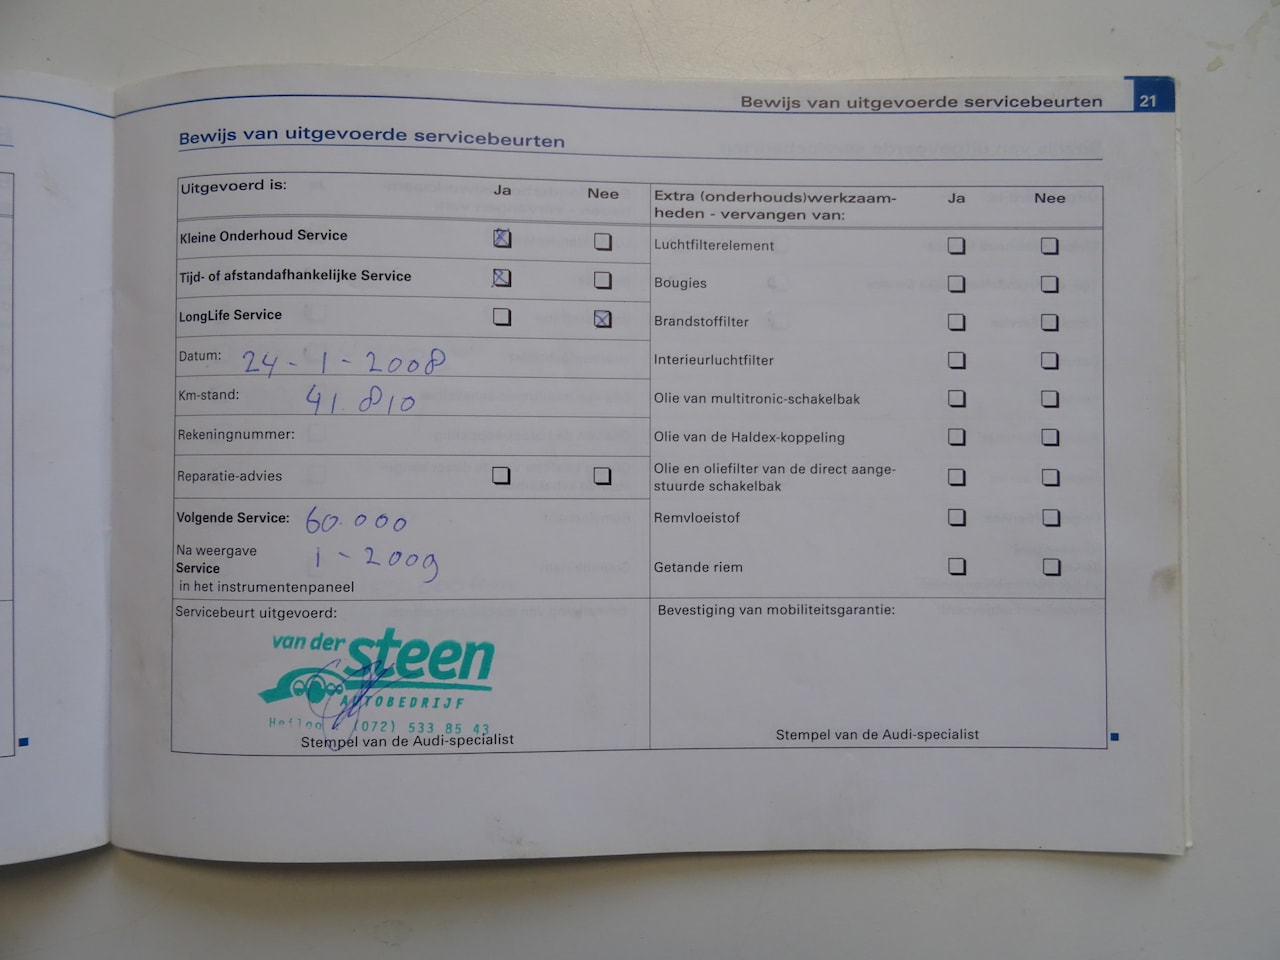 Bewijs van uitgevoerde servicebeurten 21
Bewijs van uitgevoerde servicebeurten
Uitgevoerd is: Ja Nee
Kleine Onderhoud Service
Tijd- of afstandafhankelijke Service
LongLife Service
Datum: 24-1-2008
Km-stand: 41.810
Rekeningnummer:
Reparatie-advies
Volgende Service: 60.000
Na weergave
Service
in het instrumentenpaneel
1-2009
Servicebeurt uitgevoerd:
van der steen
AUTOBEDRIJF
(072) 533 85 43
Stempel van de Audi-specialist
Extra (onderhouds)werkzaam-
heden - vervangen van: Ja Nee
Luchtfilterelement
Bougies
Brandstoffilter
Interieurluchtfilter
Olie van multitronic-schakelbak
Olie van de Haldex-koppeling
Olie en oliefilter van de direct aange-
stuurde schakelbak
Remvloeistof
Getande riem
Bevestiging van mobiliteitsgarantie:
Stempel van de Audi-specialist